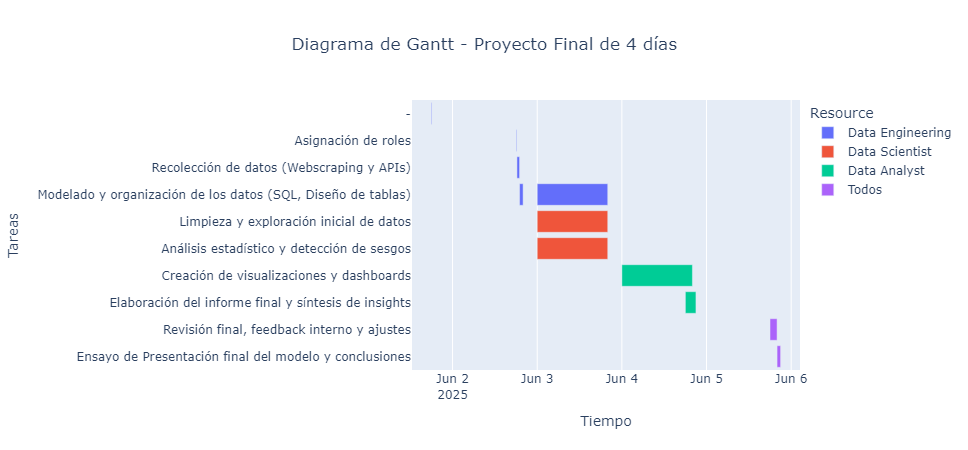 Diagrama de Gantt - Proyecto Final de 4 días
Resource
Data Engineering
Data Scientist
Data Analyst
Todos
Tareas
-
Asignación de roles
Recolección de datos (Webscraping y APIs)
Modelado y organización de los datos (SQL, Diseño de tablas)
Limpieza y exploración inicial de datos
Análisis estadístico y detección de sesgos
Creación de visualizaciones y dashboards
Elaboración del informe final y síntesis de insights
Revisión final, feedback interno y ajustes
Ensayo de Presentación final del modelo y conclusiones
Jun 2
2025
Jun 3
Jun 4
Jun 5
Jun 6
Tiempo